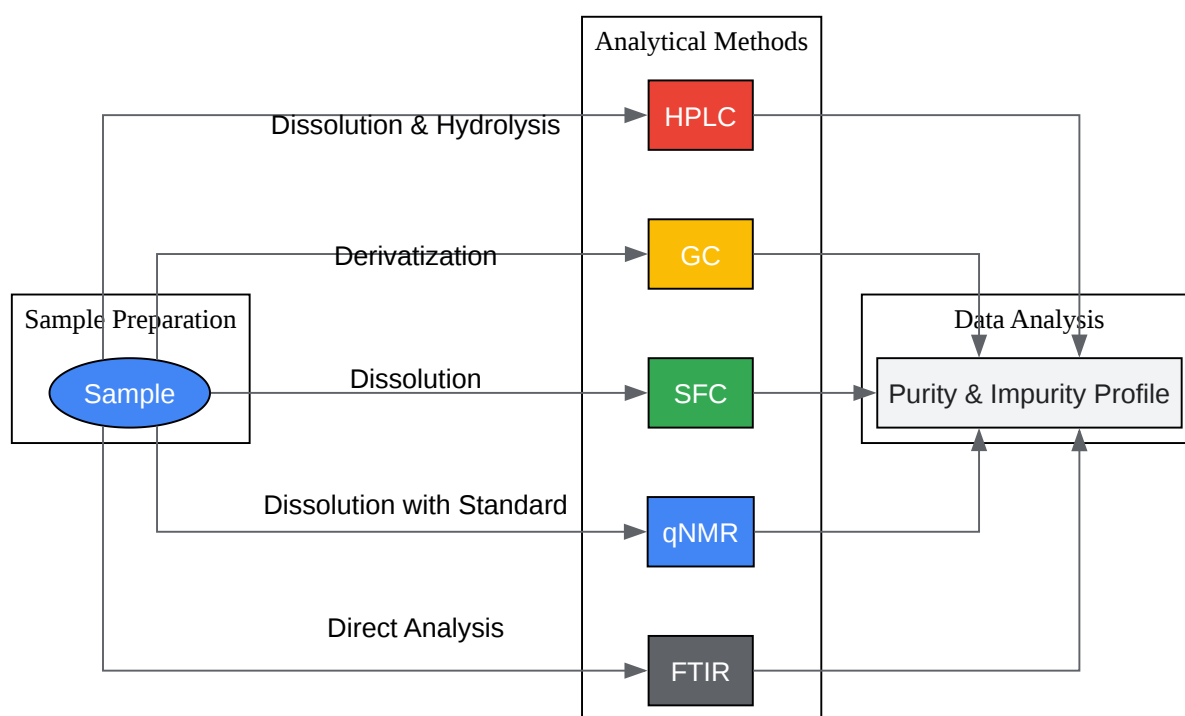 Analytical Methods
Dissolution & Hydrolysis
HPLC
Derivatization
GC
Sample Preparation
Data Analysis
Sample
Dissolution
SFC
Purity & Impurity Profile
Dissolution with Standard
qNMR
Direct Analysis
FTIR